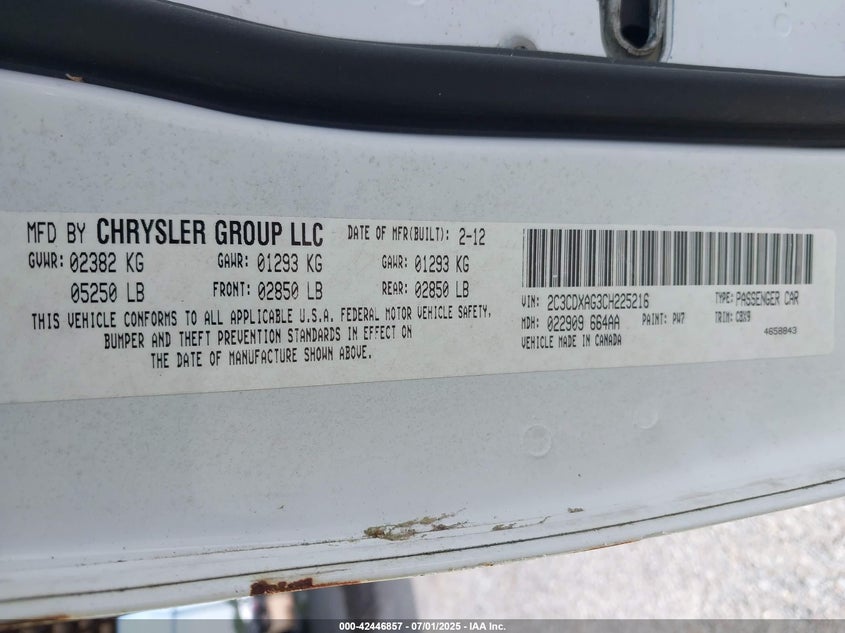 MFD BY CHRYSLER GROUP LLC DATE OF MFR(BUILT): 2-12
GVWR: 02382 KG GAWR: 01293 KG GAWR: 01293 KG
05250 LB FRONT: 02850 LB REAR: 02850 LB
THIS VEHICLE CONFORMS TO ALL APPLICABLE U.S.A. FEDERAL MOTOR VEHICLE SAFETY,
BUMPER AND THEFT PREVENTION STANDARDS IN EFFECT ON
THE DATE OF MANUFACTURE SHOWN ABOVE.
VIN: 2C3CDXAG3CH225216 TYPE: PASSENGER CAR
MDH: 022909 664AA PAINT: PW7 TRIM: CBX9
VEHICLE MADE IN CANADA 4658843
000-42446857 - 07/01/2025 - © IAA Inc.